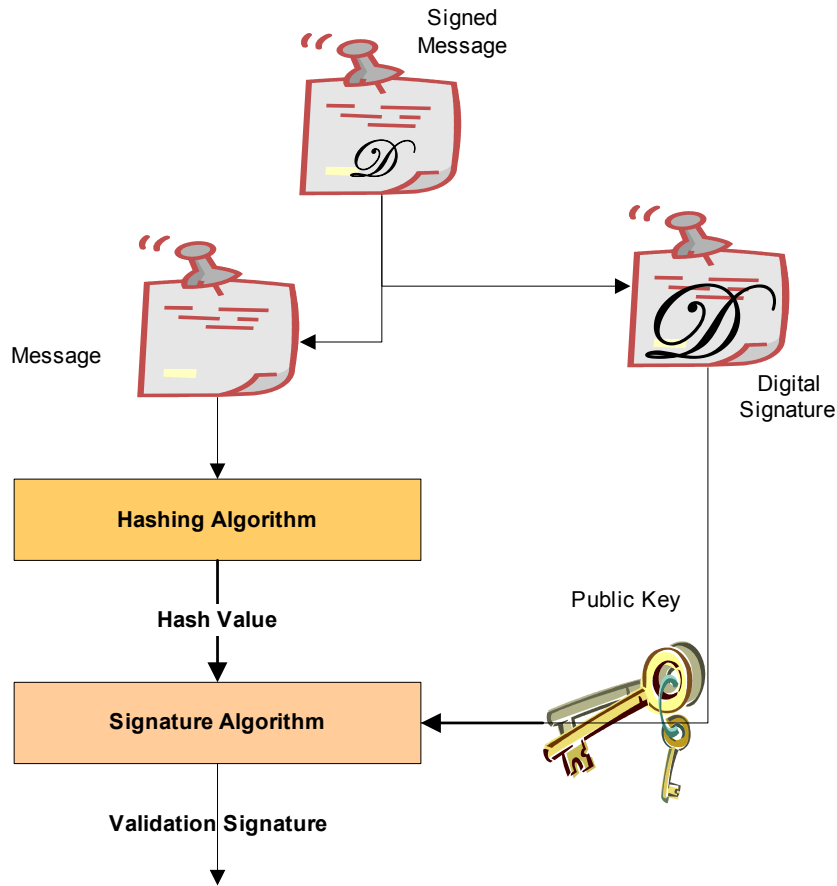 Signed
Message
D
D
Message
Digital
Signature
Hashing Algorithm
Hash Value
Public Key
Signature Algorithm
Validation Signature